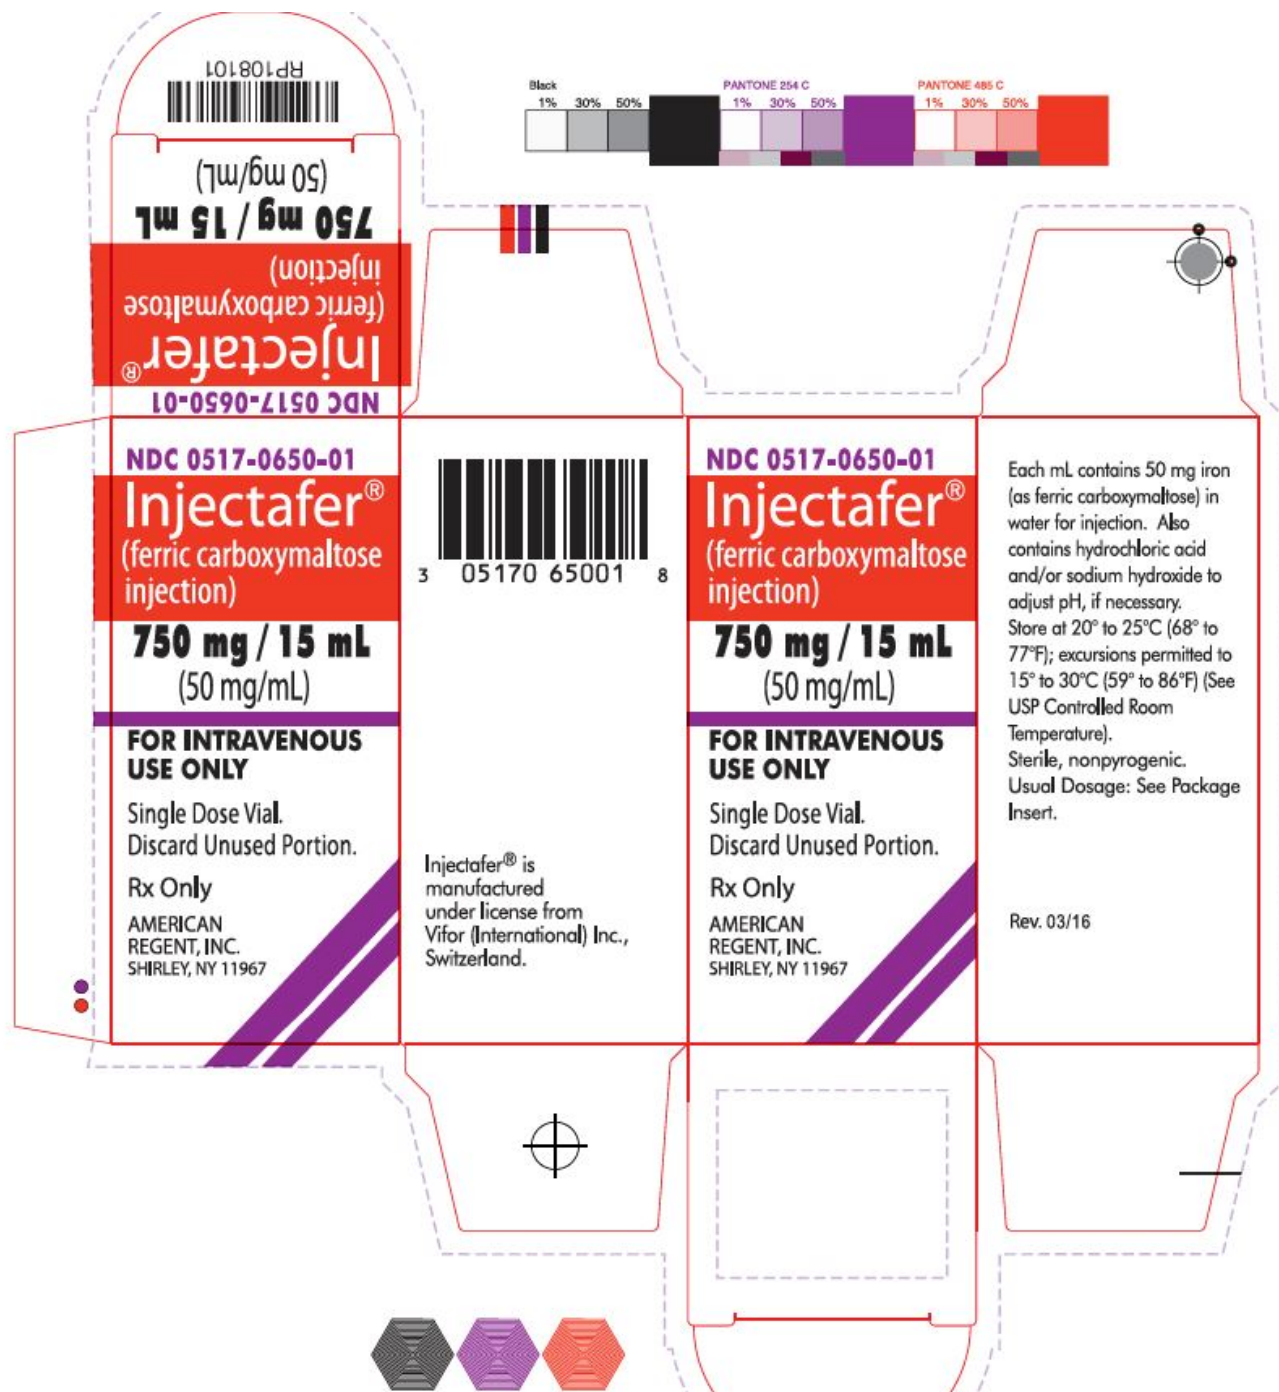 RP108101
750 mg / 15 mL
(50 mg/mL)
Injectafer®
(ferric carboxymaltose
injection)
NDC 0517-0650-01
Black
1% 30% 50%
PANTONE 254 C
1% 30% 50%
PANTONE 485 C
1% 30% 50%
NDC 0517-0650-01
Injectafer®
(ferric carboxymaltose
injection)
750 mg / 15 mL
(50 mg/mL)
FOR INTRAVENOUS
USE ONLY
Single Dose Vial.
Discard Unused Portion.
Rx Only
AMERICAN
REGENT, INC.
SHIRLEY, NY 11967
3 05170 65001 8
Injectafer® is
manufactured
under license from
Vifor (International) Inc.,
Switzerland.
NDC 0517-0650-01
Injectafer®
(ferric carboxymaltose
injection)
750 mg / 15 mL
(50 mg/mL)
FOR INTRAVENOUS
USE ONLY
Single Dose Vial.
Discard Unused Portion.
Rx Only
AMERICAN
REGENT, INC.
SHIRLEY, NY 11967
Each mL contains 50 mg iron
(as ferric carboxymaltose) in
water for injection. Also
contains hydrochloric acid
and/or sodium hydroxide to
adjust pH, if necessary.
Store at 20° to 25°C (68° to
77°F); excursions permitted to
15° to 30°C (59° to 86°F) (See
USP Controlled Room
Temperature).
Sterile, nonpyrogenic.
Usual Dosage: See Package
Insert.
Rev. 03/16